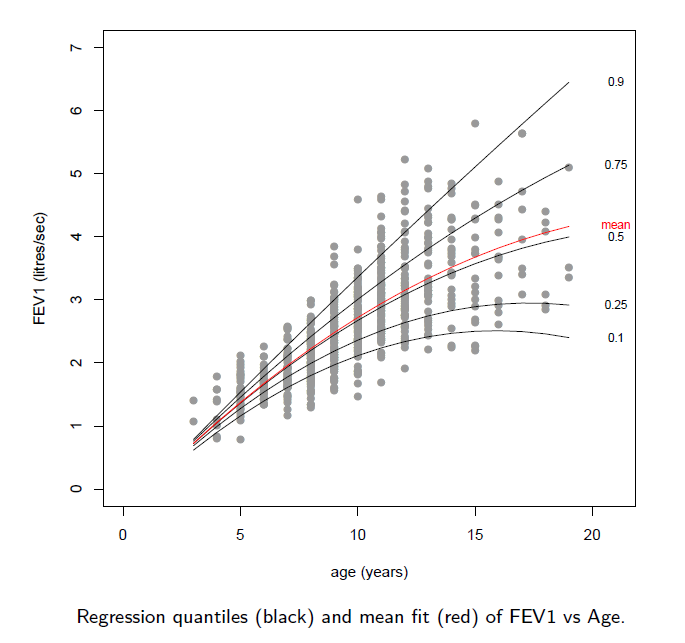 7
6
5
4
3
2
1
0
FEV1 (litres/sec)
0.9
0.75
mean
0.5
0.25
0.1
0 5 10 15 20
age (years)
Regression quantiles (black) and mean fit (red) of FEV1 vs Age.